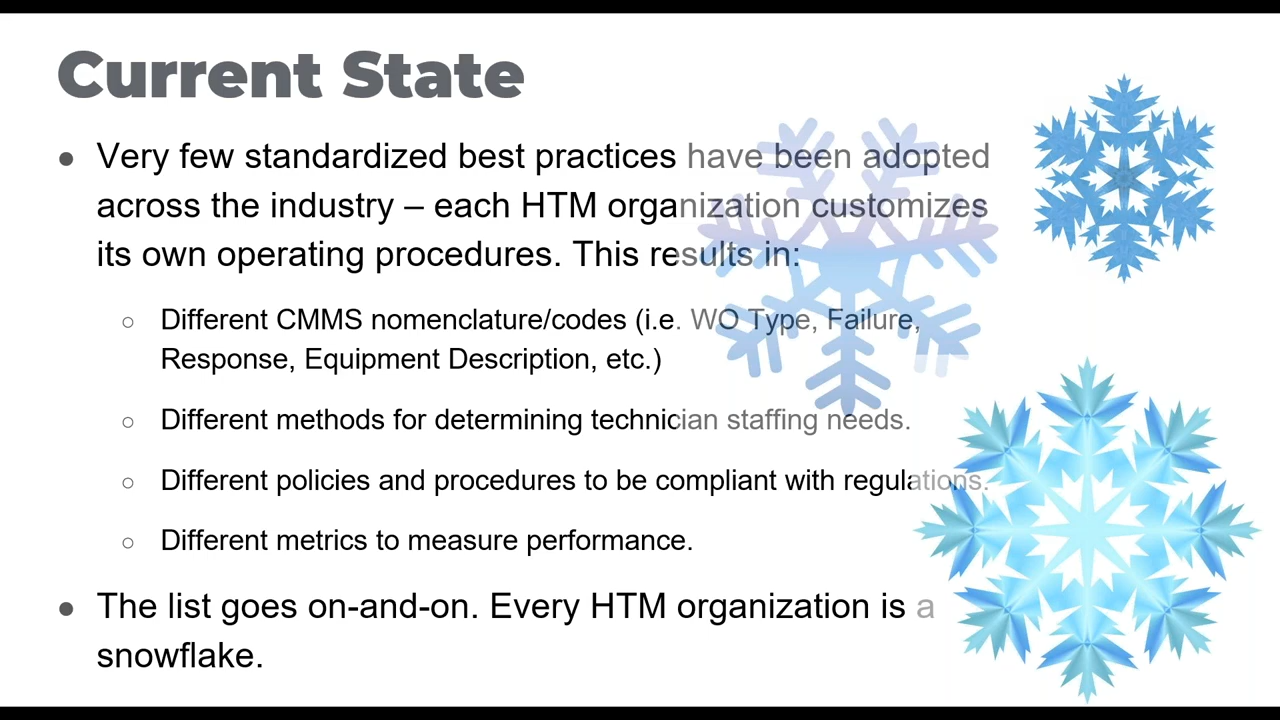 Current State
● Very few standardized best practices have been adopted
across the industry – each HTM organization customizes
its own operating procedures. This results in:
○ Different CMMS nomenclature/codes (i.e. WO Type, Failure,
Response, Equipment Description, etc.)
○ Different methods for determining technician staffing needs.
○ Different policies and procedures to be compliant with regulations.
○ Different metrics to measure performance.
● The list goes on-and-on. Every HTM organization is a
snowflake.